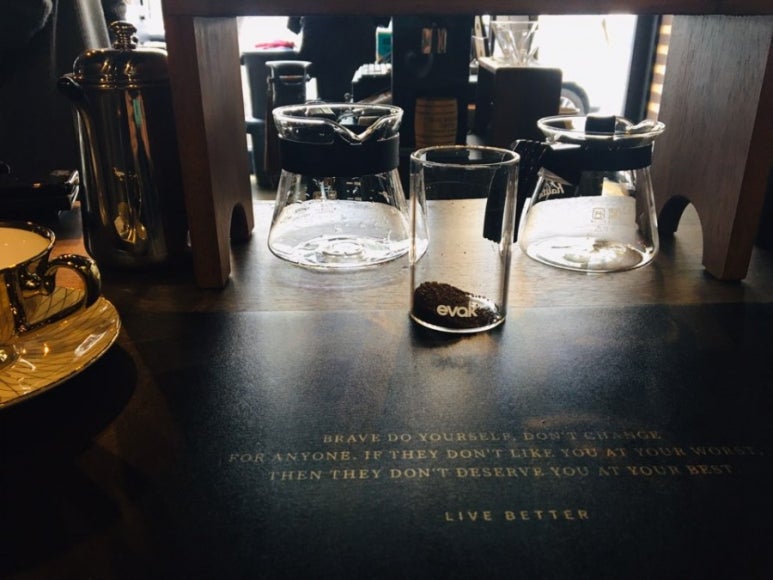 Kalita
evak
BRAVE DO YOURSELF, DON'T CHANGE
FOR ANYONE. IF THEY DON'T LIKE YOU AT YOUR WORST,
THEN THEY DON'T DESERVE YOU AT YOUR BEST
LIVE BETTER